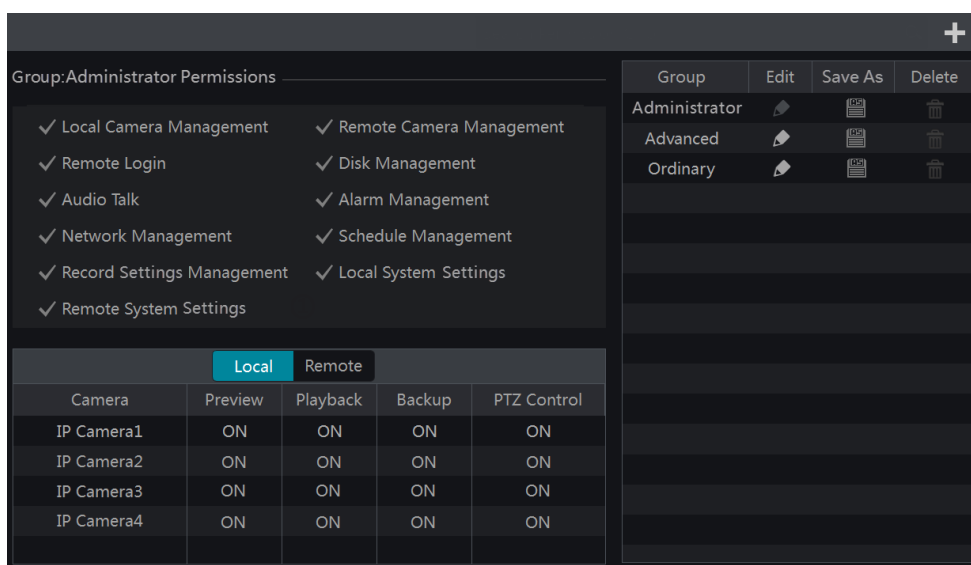 Group:Administrator Permissions
Local Camera Management Remote Camera Management
Remote Login Disk Management
Audio Talk Alarm Management
Network Management Schedule Management
Record Settings Management Local System Settings
Remote System Settings
Local Remote
Camera Preview Playback Backup PTZ Control
IP Camera1 ON ON ON ON
IP Camera2 ON ON ON ON
IP Camera3 ON ON ON ON
IP Camera4 ON ON ON ON
Group Edit Save As Delete
Administrator
Advanced
Ordinary